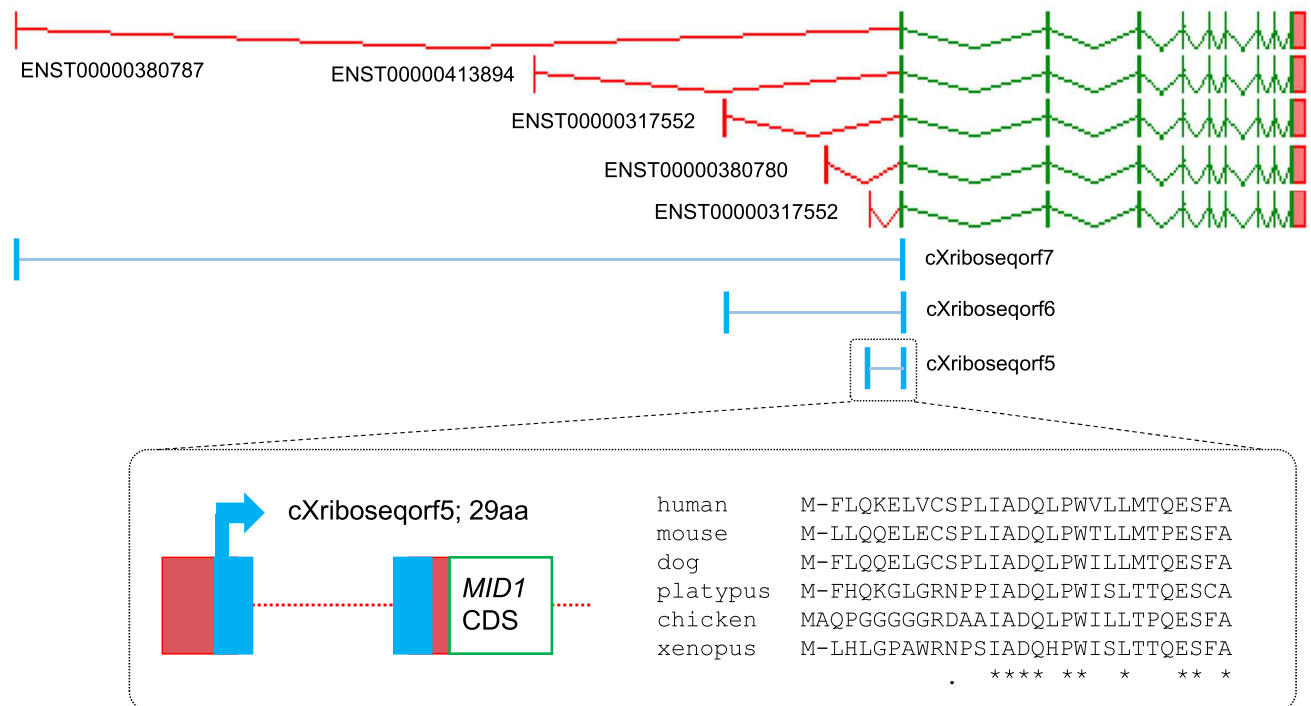 ENST00000380787
ENST00000413894
ENST00000317552
ENST00000380780
ENST00000317552
cXriboseqorf7
cXriboseqorf6
cXriboseqorf5
cXriboseqorf5; 29aa
MID1
CDS
human M-FLQKELVCSPLIADQLPWVLLMTQESFA
mouse M-LLQQELECSPLIADQLPWTLLMTPESFA
dog M-FLQQELGCSPLIADQLPWILLMTQESFA
platypus M-FHQKGLGRNPPIADQLPWISLTTQESCA
chicken MAQPGGGGGRDAAIADQLPWILLTPQESFA
xenopus M-LHLGPAWRNPSIADQHPWISLTTQESFA
. **** ** * ** *